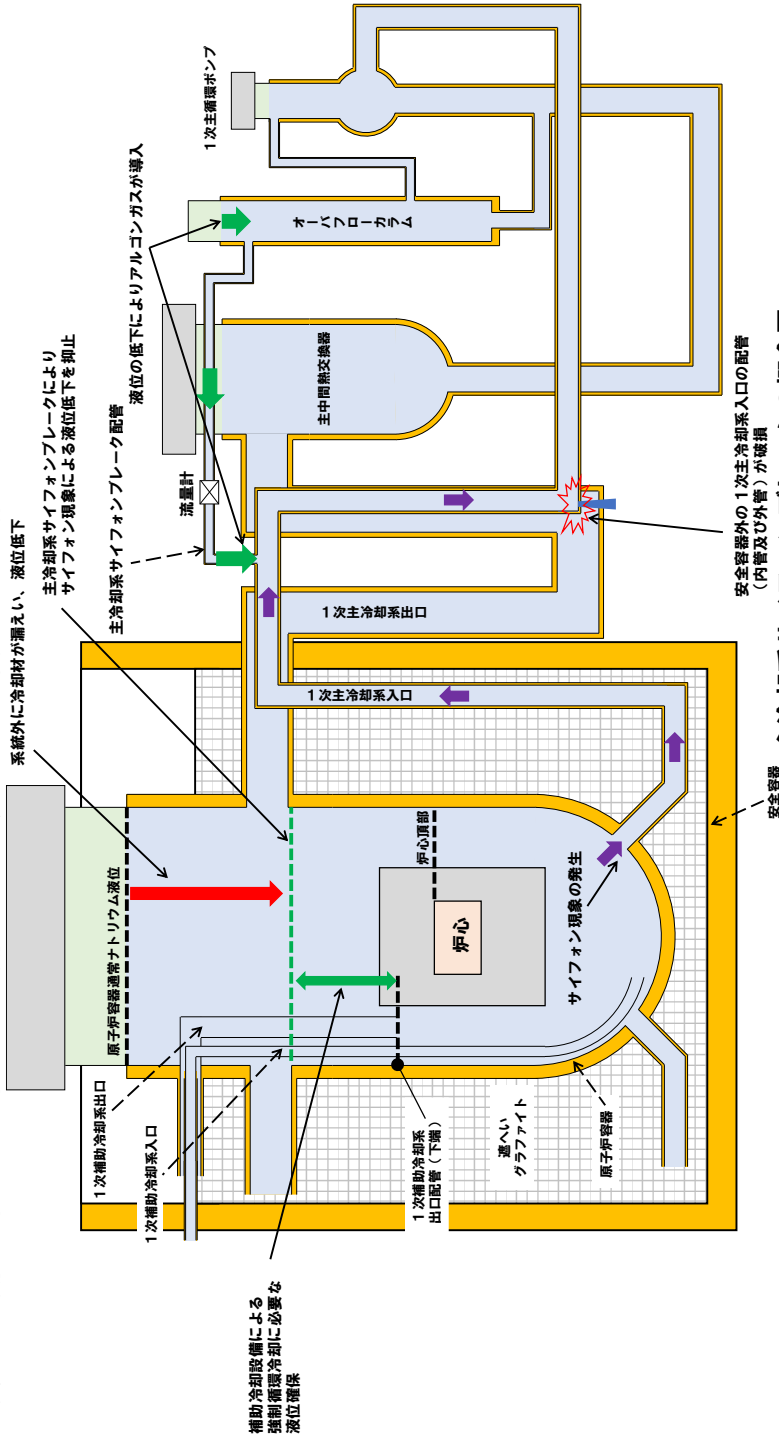 系統外に冷却材が漏えい、液位低下
主冷却系サイフォンブレークにより
サイフォン現象による液位低下を抑止
主冷却系サイフォンブレーク配管
液位の低下によりアルゴンガスが導入
1次主循環ポンプ
流量計
オーバフローカラム
主中間熱交換器
原子炉容器通常ナトリウム液位
1次補助冷却系出口
1次補助冷却系入口
補助冷却設備による
強制循環冷却に必要な
液位確保
1次主冷却系出口
1次主冷却系入口
炉心頂部
炉心
サイフォン現象の発生
1次補助冷却系
出口配管（下端）
遮へい
グラファイト
原子炉容器
安全容器
安全容器外の1次主冷却系入口の配管
（内管及び外管）が破損